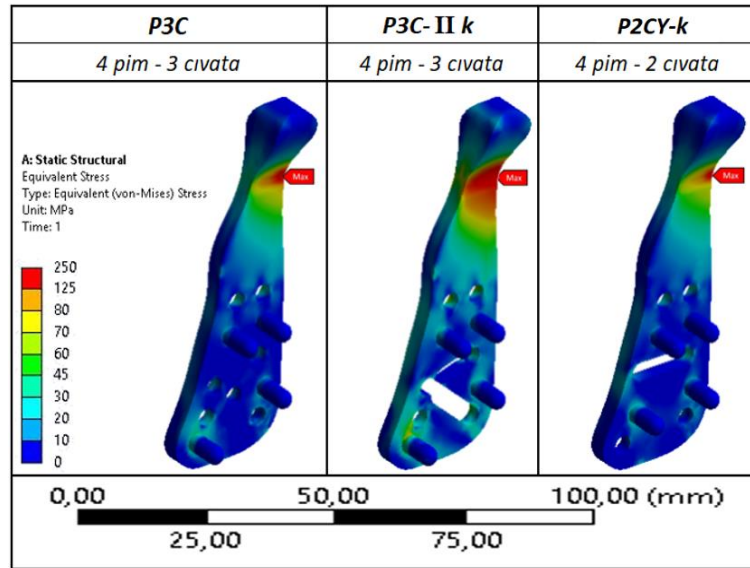 P3C
P3C-II k
P2CY-k
4 pim - 3 cıvata
4 pim - 3 cıvata
4 pim - 2 cıvata
A: Static Structural
Equivalent Stress
Type: Equivalent (von-Mises) Stress
Unit: MPa
Time: 1
Max
Max
Max
250
125
80
70
60
45
30
20
10
0
0,00
50,00
100,00 (mm)
25,00
75,00